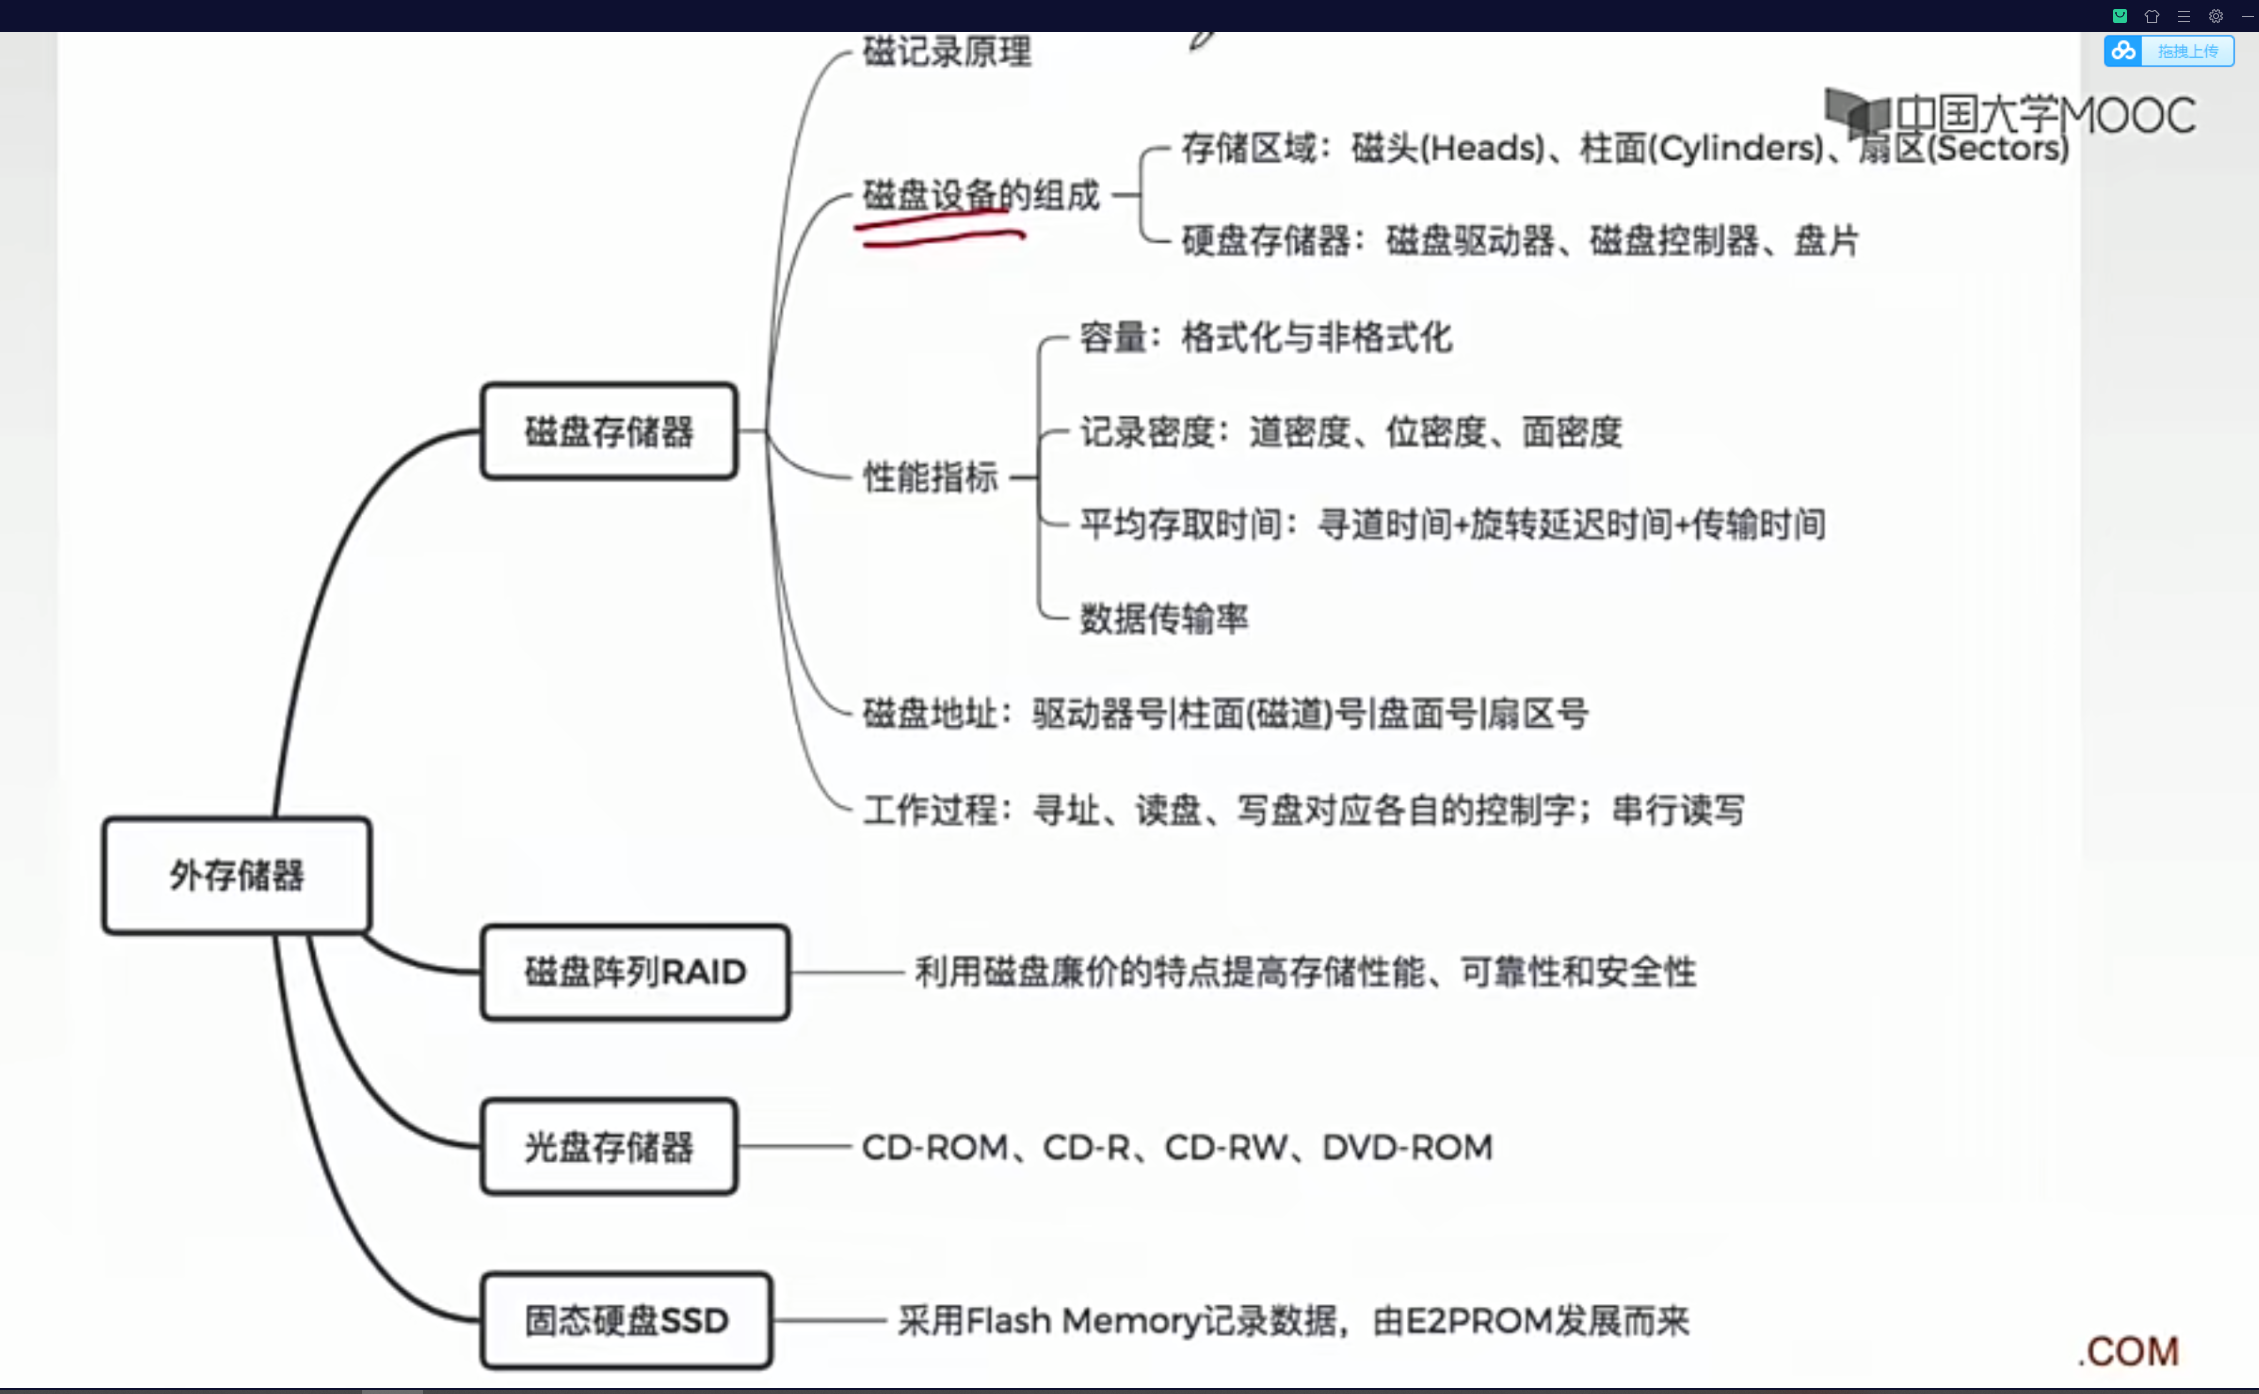 拖拽上传
中国大学MOOC
磁记录原理
磁盘设备的组成
存储区域：磁头(Heads)、柱面(Cylinders)、扇区(Sectors)
硬盘存储器：磁盘驱动器、磁盘控制器、盘片
磁盘存储器
性能指标
容量：格式化与非格式化
记录密度：道密度、位密度、面密度
平均存取时间：寻道时间+旋转延迟时间+传输时间
数据传输率
磁盘地址：驱动器号|柱面(磁道)号|盘面号|扇区号
工作过程：寻址、读盘、写盘对应各自的控制字；串行读写
外存储器
磁盘阵列RAID
利用磁盘廉价的特点提高存储性能、可靠性和安全性
光盘存储器
CD-ROM、CD-R、CD-RW、DVD-ROM
固态硬盘SSD
采用Flash Memory记录数据，由E2PROM发展而来
.COM